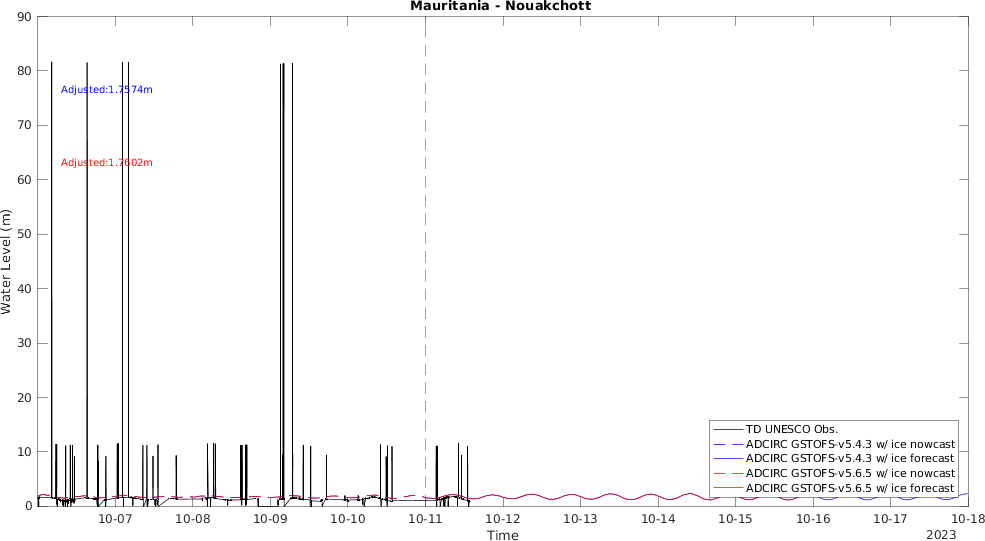 Mauritania - Nouakchott
90
80
70
60
50
40
30
20
10
0
Water Level (m)
Adjusted:1.7574m
Adjusted:1.7602m
TD UNESCO Obs.
ADCIRC GSTOFS-v5.4.3 w/ ice nowcast
ADCIRC GSTOFS-v5.4.3 w/ ice forecast
ADCIRC GSTOFS-v5.6.5 w/ ice nowcast
ADCIRC GSTOFS-v5.6.5 w/ ice forecast
10-07 10-08 10-09 10-10 10-11 10-12 10-13 10-14 10-15 10-16 10-17 10-18
Time
2023